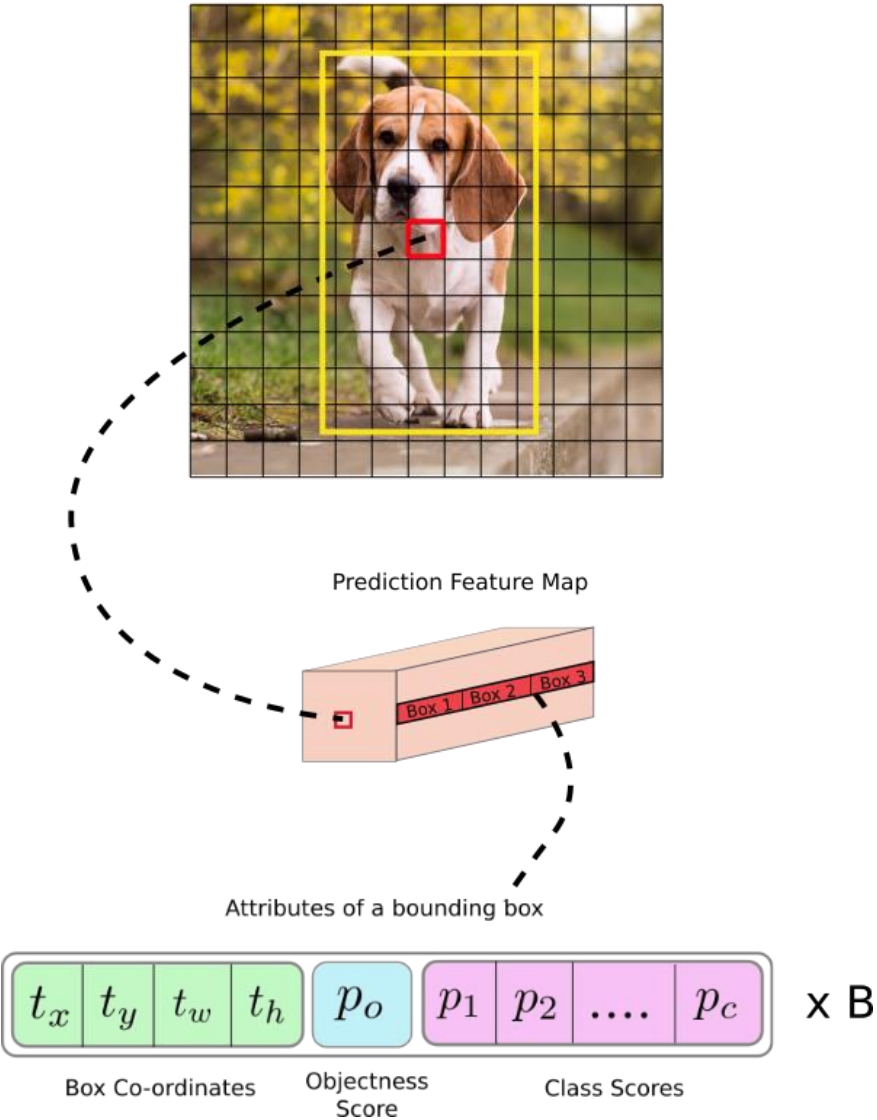 Prediction Feature Map
Box 1 Box 2 Box 3
Attributes of a bounding box
t_x t_y t_w t_h p_o p_1 p_2 .... p_c x B
Box Co-ordinates
Objectness
Score
Class Scores